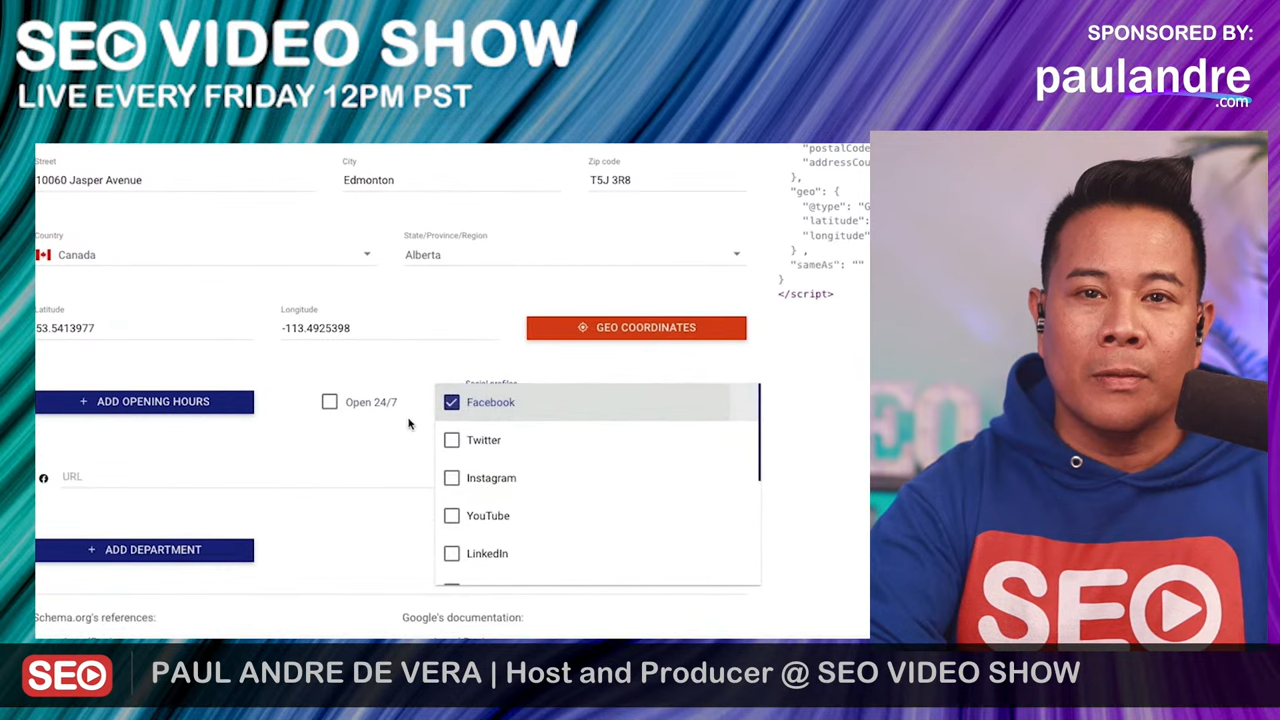 SEO VIDEO SHOW
LIVE EVERY FRIDAY 12PM PST
SPONSORED BY:
paulandre
.com
Street
10060 Jasper Avenue
City
Edmonton
Zip code
T5J 3R8
Country
Canada
State/Province/Region
Alberta
Latitude
53.5413977
Longitude
-113.4925398
GEO COORDINATES
+ ADD OPENING HOURS
Open 24/7
Social profiles
Facebook
Twitter
Instagram
YouTube
LinkedIn
URL
+ ADD DEPARTMENT
Schema.org's references:
Google's documentation:
"postalCode
"addressCou
},
"geo": {
"@type": "G
"latitude":
"longitude"
} ,
"sameAs": ""
}
</script>
SEO
SEO
PAUL ANDRE DE VERA | Host and Producer @ SEO VIDEO SHOW